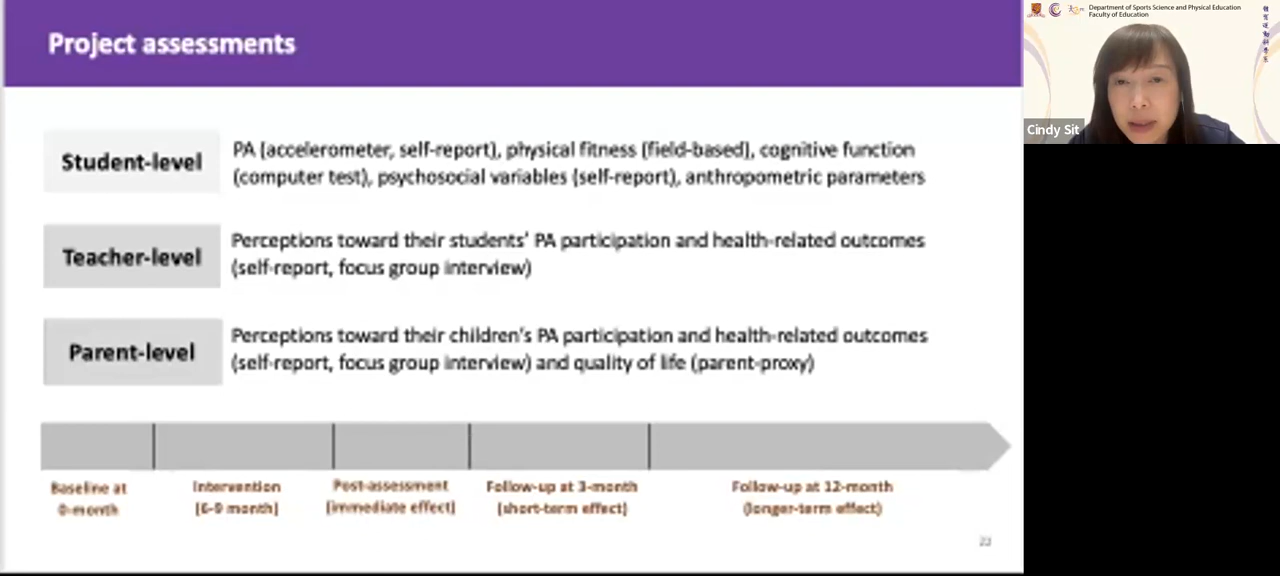 Project assessments
Student-level
PA (accelerometer, self-report), physical fitness (field-based), cognitive function
(computer test), psychosocial variables (self-report), anthropometric parameters
Teacher-level
Perceptions toward their students' PA participation and health-related outcomes
(self-report, focus group interview)
Parent-level
Perceptions toward their children's PA participation and health-related outcomes
(self-report, focus group interview) and quality of life (parent-proxy)
Baseline at
0-month
Intervention
(6-9 month)
Post-assessment
(immediate effect)
Follow-up at 3-month
(short-term effect)
Follow-up at 12-month
(longer-term effect)
Department of Sports Science and Physical Education
Faculty of Education
Cindy Sit